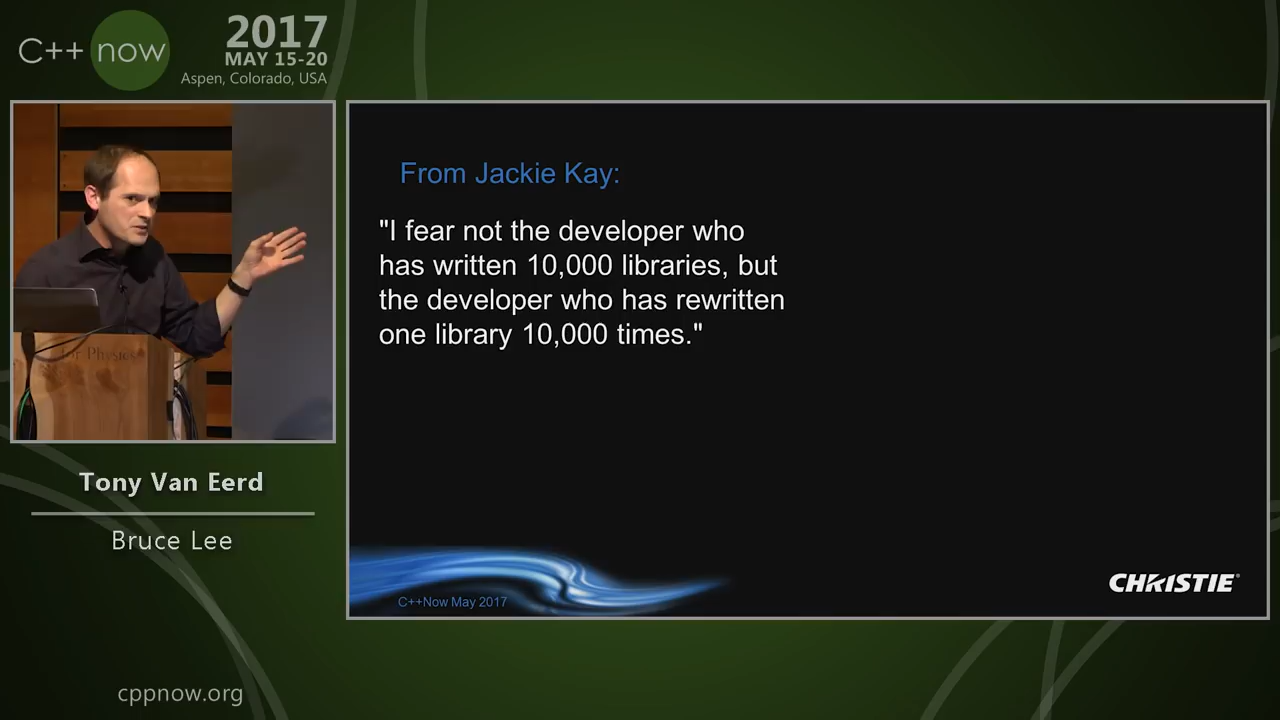 C++ now
2017
MAY 15-20
Aspen, Colorado, USA
for Physics
From Jackie Kay:
"I fear not the developer who
has written 10,000 libraries, but
the developer who has rewritten
one library 10,000 times."
C++Now May 2017
CHRISTIE
Tony Van Eerd
Bruce Lee
cppnow.org